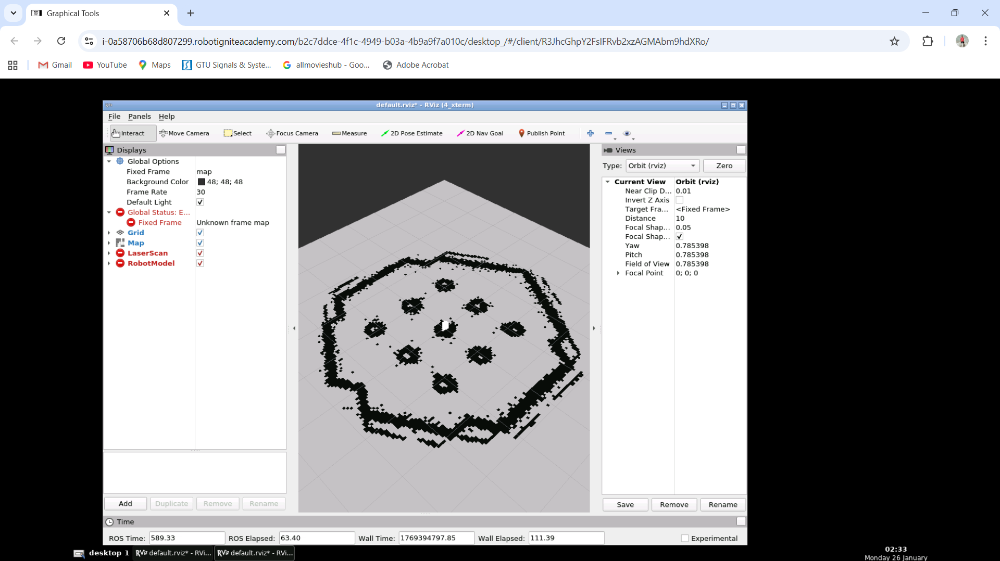 Graphical Tools
i-0a58706b68d807299.robotigniteacademy.com/b2c7ddce-4f1c-4949-b03a-4b9a9f7a010c/desktop_/#/client/R3JhcGhpY2FsIFRvb2xzAGMAbm9hdXRo/
Gmail YouTube Maps GTU Signals & Syste... allmovieshub - Goo... Adobe Acrobat
default.rviz* - RViz (4_xterm)
File Panels Help
Interact Move Camera Select Focus Camera Measure 2D Pose Estimate 2D Nav Goal Publish Point
Displays
Global Options
Fixed Frame map
Background Color 48; 48; 48
Frame Rate 30
Default Light
Global Status: E...
Fixed Frame Unknown frame map
Grid
Map
LaserScan
RobotModel
Add Duplicate Remove Rename
Views
Type: Orbit (rviz) Zero
Current View Orbit (rviz)
Near Clip D... 0.01
Invert Z Axis
Target Fra... <Fixed Frame>
Distance 10
Focal Shap... 0.05
Focal Shap...
Yaw 0.785398
Pitch 0.785398
Field of View 0.785398
Focal Point 0; 0; 0
Save Remove Rename
Time
ROS Time: 589.33 ROS Elapsed: 63.40 Wall Time: 1769394797.85 Wall Elapsed: 111.39 Experimental
desktop 1 RViz default.rviz* - RVi... RViz default.rviz* - RVi...
02:33
Monday 26 January